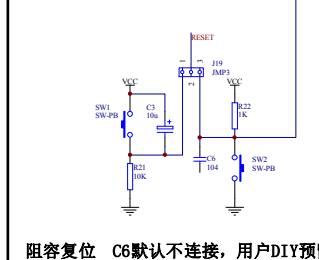 RESET
J19
JMP3
1
2
3
VCC
VCC
SW1
SW-PB
C3
10u
+
R22
1K
R21
10K
C6
104
SW2
SW-PB
阻容复位 C6默认不连接，用户DIY预